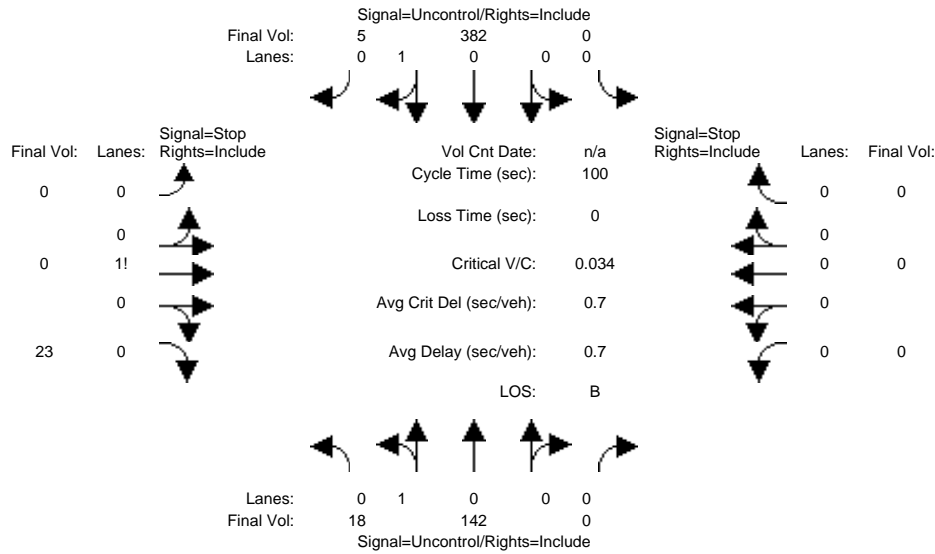 Signal=Uncontrol/Rights=Include
Final Vol: 5 382 0
Lanes: 0 1 0 0 0
Signal=Stop Signal=Stop
Final Vol: Lanes: Rights=Include Vol Cnt Date: n/a Rights=Include Lanes: Final Vol:
Cycle Time (sec): 100
0 0 0 0
Loss Time (sec): 0
0 0
0 1! Critical V/C: 0.034 0 0
0 Avg Crit Del (sec/veh): 0.7 0
23 0 Avg Delay (sec/veh): 0.7 0 0
LOS: B
Lanes: 0 1 0 0 0
Final Vol: 18 142 0
Signal=Uncontrol/Rights=Include